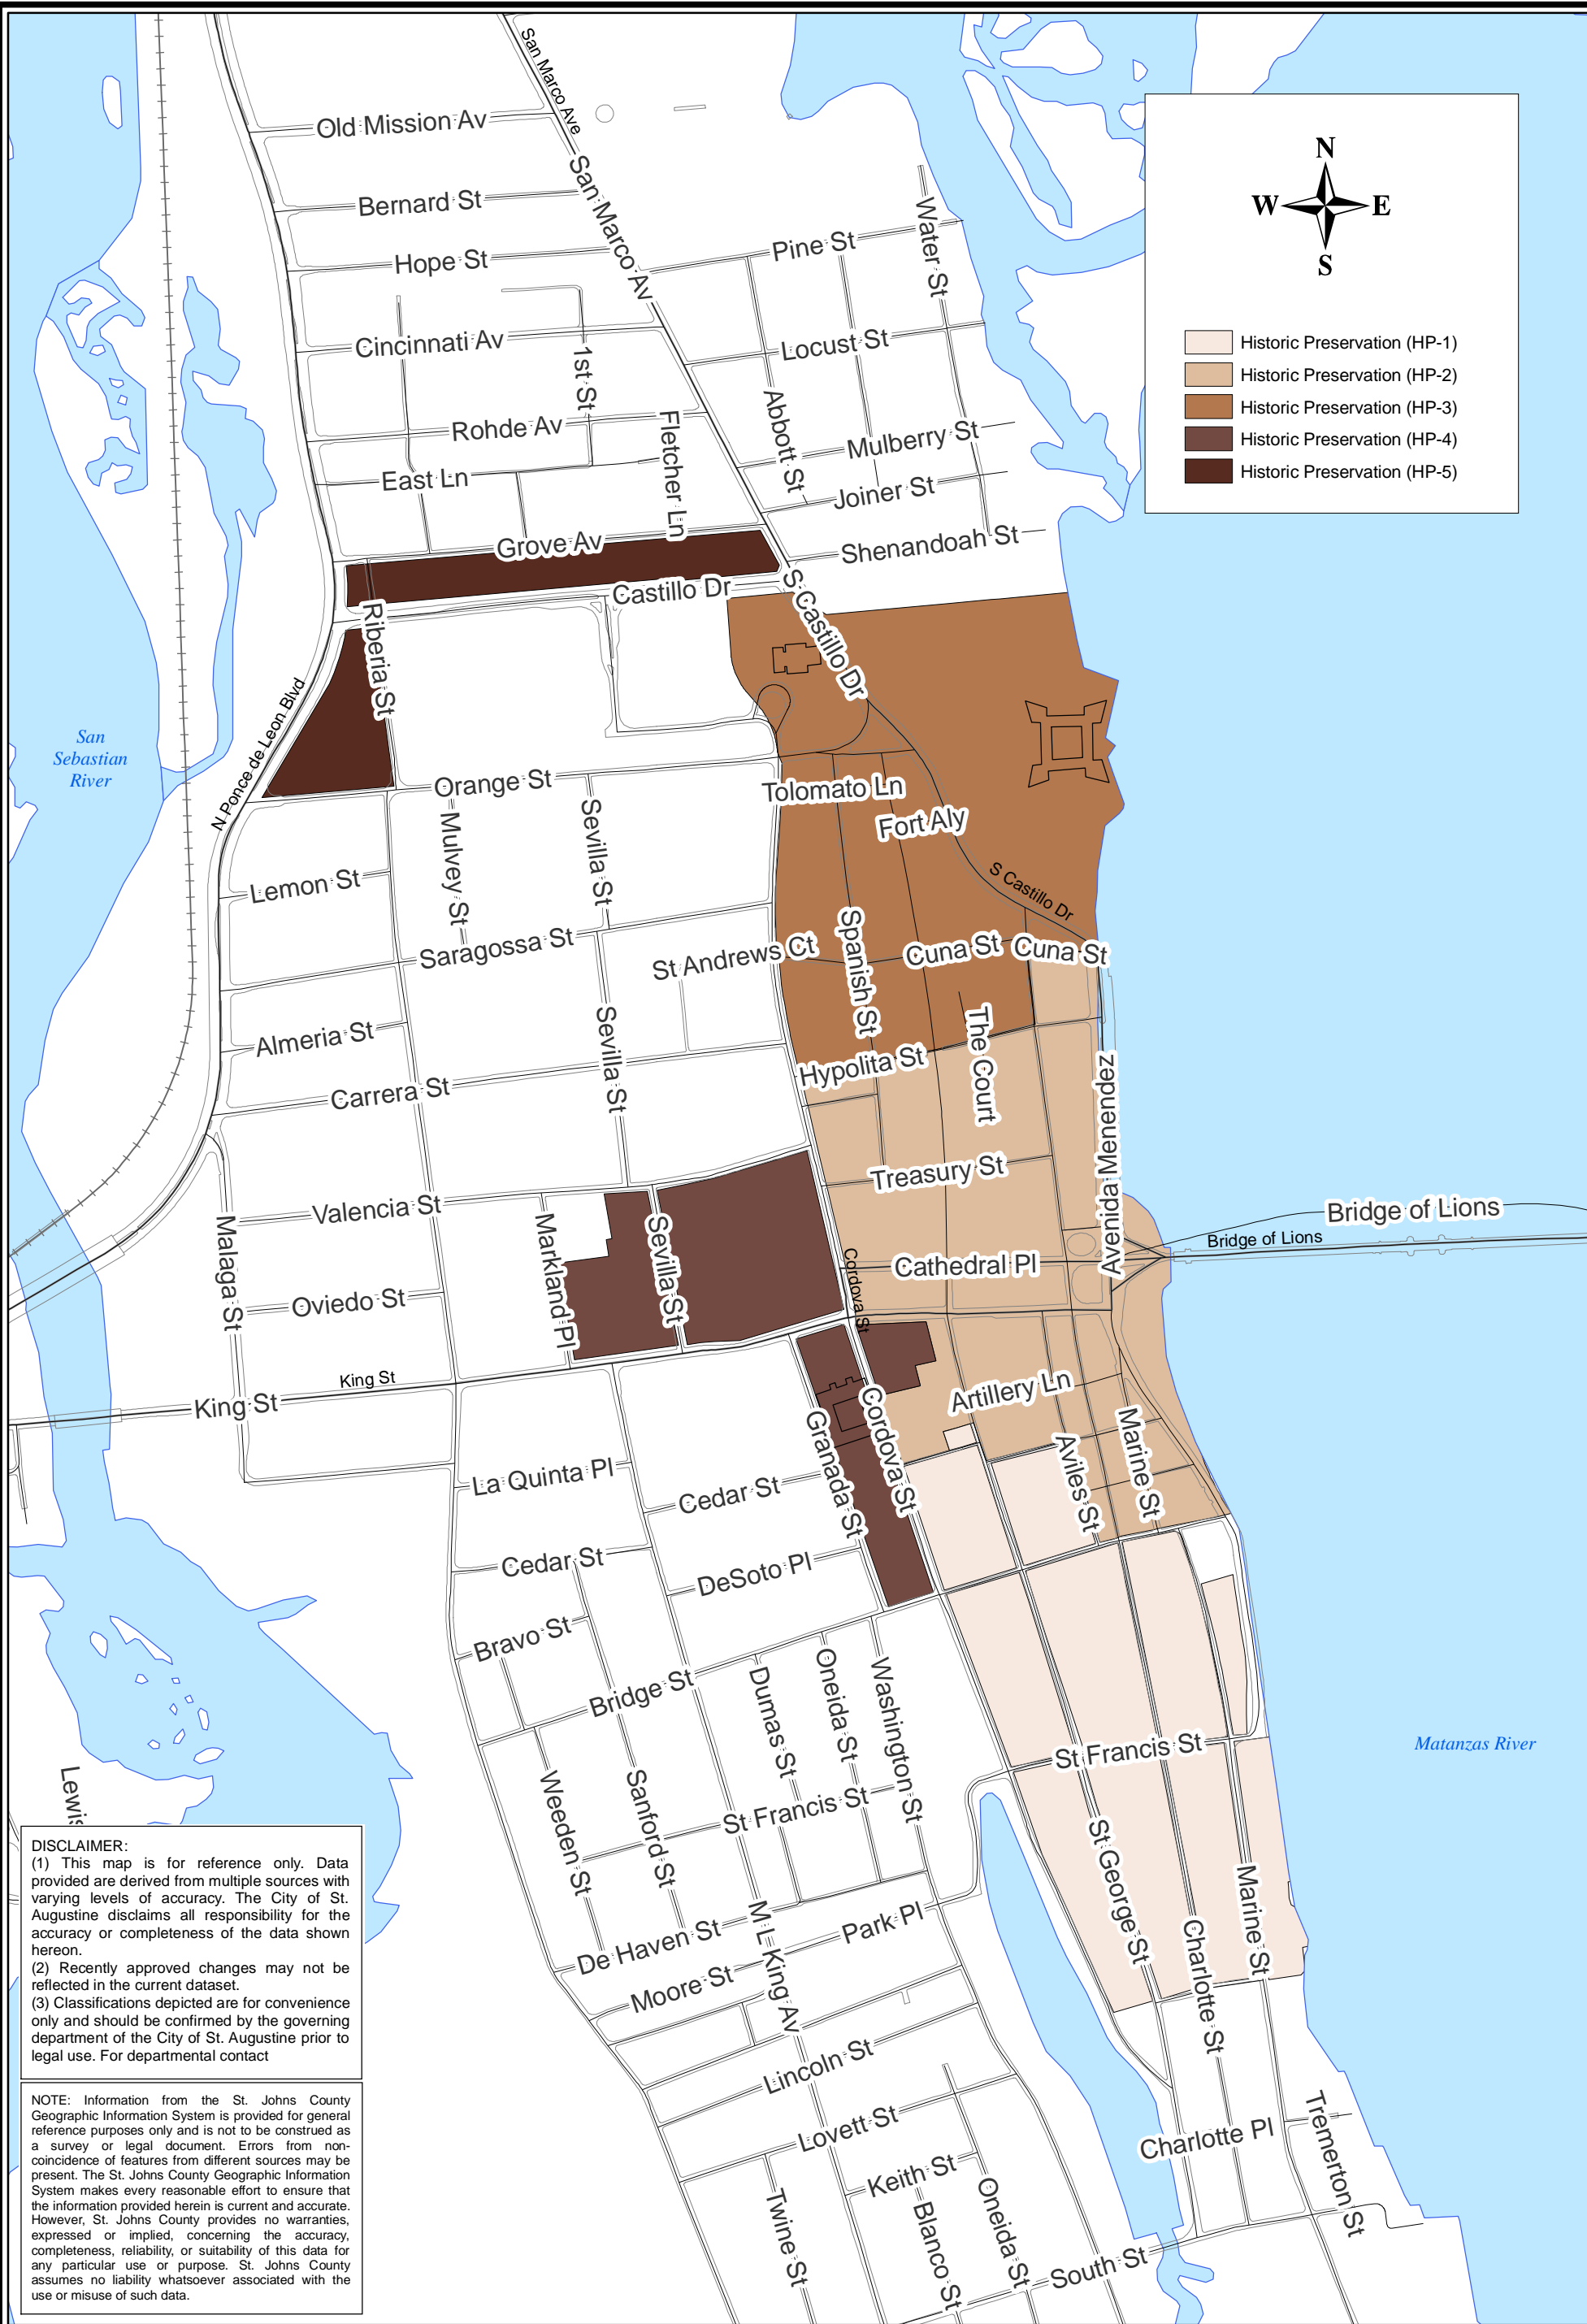 San Marco Ave
Old Mission Av
San Marco Av
Bernard St
Water St
Hope St
Pine St
N
W E
S
Cincinnati Av
1st St
Locust St
Historic Preservation (HP-1)
Historic Preservation (HP-2)
Historic Preservation (HP-3)
Historic Preservation (HP-4)
Historic Preservation (HP-5)
Rohde Av
Fletcher Ln
Abbott St
Mulberry St
East Ln
Joiner St
Grove Av
Shenandoah St
Castillo Dr
S Castillo Dr
Riberia St
N Ponce de Leon Blvd
San
Sebastian
River
Orange St
Tolomato Ln
Mulvey St
Sevilla St
Fort Aly
Lemon St
S Castillo Dr
Saragossa St
St Andrews Ct
Spanish St
Cuna St
Cuna St
Almeria St
Sevilla St
The Court
Hypolita St
Carrera St
Avenida Menendez
Treasury St
Valencia St
Malaga St
Markland Pl
Sevilla St
Bridge of Lions
Bridge of Lions
Cathedral Pl
Cordova St
Oviedo St
King St
King St
Artillery Ln
Granada St
Cordova St
Aviles St
Marine St
La Quinta Pl
Cedar St
Cedar St
DeSoto Pl
Bravo St
Bridge St
Dumas St
Oneida St
Washington St
St Francis St
Matanzas River
Lewis
Weeden St
Sanford St
St Francis St
St George St
Charlotte St
Marine St
De Haven St
M L King Av
Park Pl
Moore St
Lincoln St
Lovett St
Charlotte Pl
Tremerton St
Keith St
Twine St
Blanco St
Oneida St
South St
DISCLAIMER:
(1) This map is for reference only. Data
provided are derived from multiple sources with
varying levels of accuracy. The City of St.
Augustine disclaims all responsibility for the
accuracy or completeness of the data shown
hereon.
(2) Recently approved changes may not be
reflected in the current dataset.
(3) Classifications depicted are for convenience
only and should be confirmed by the governing
department of the City of St. Augustine prior to
legal use. For departmental contact
NOTE: Information from the St. Johns County
Geographic Information System is provided for general
reference purposes only and is not to be construed as
a survey or legal document. Errors from non-
coincidence of features from different sources may be
present. The St. Johns County Geographic Information
System makes every reasonable effort to ensure that
the information provided herein is current and accurate.
However, St. Johns County provides no warranties,
expressed or implied, concerning the accuracy,
completeness, reliability, or suitability of this data for
any particular use or purpose. St. Johns County
assumes no liability whatsoever associated with the
use or misuse of such data.